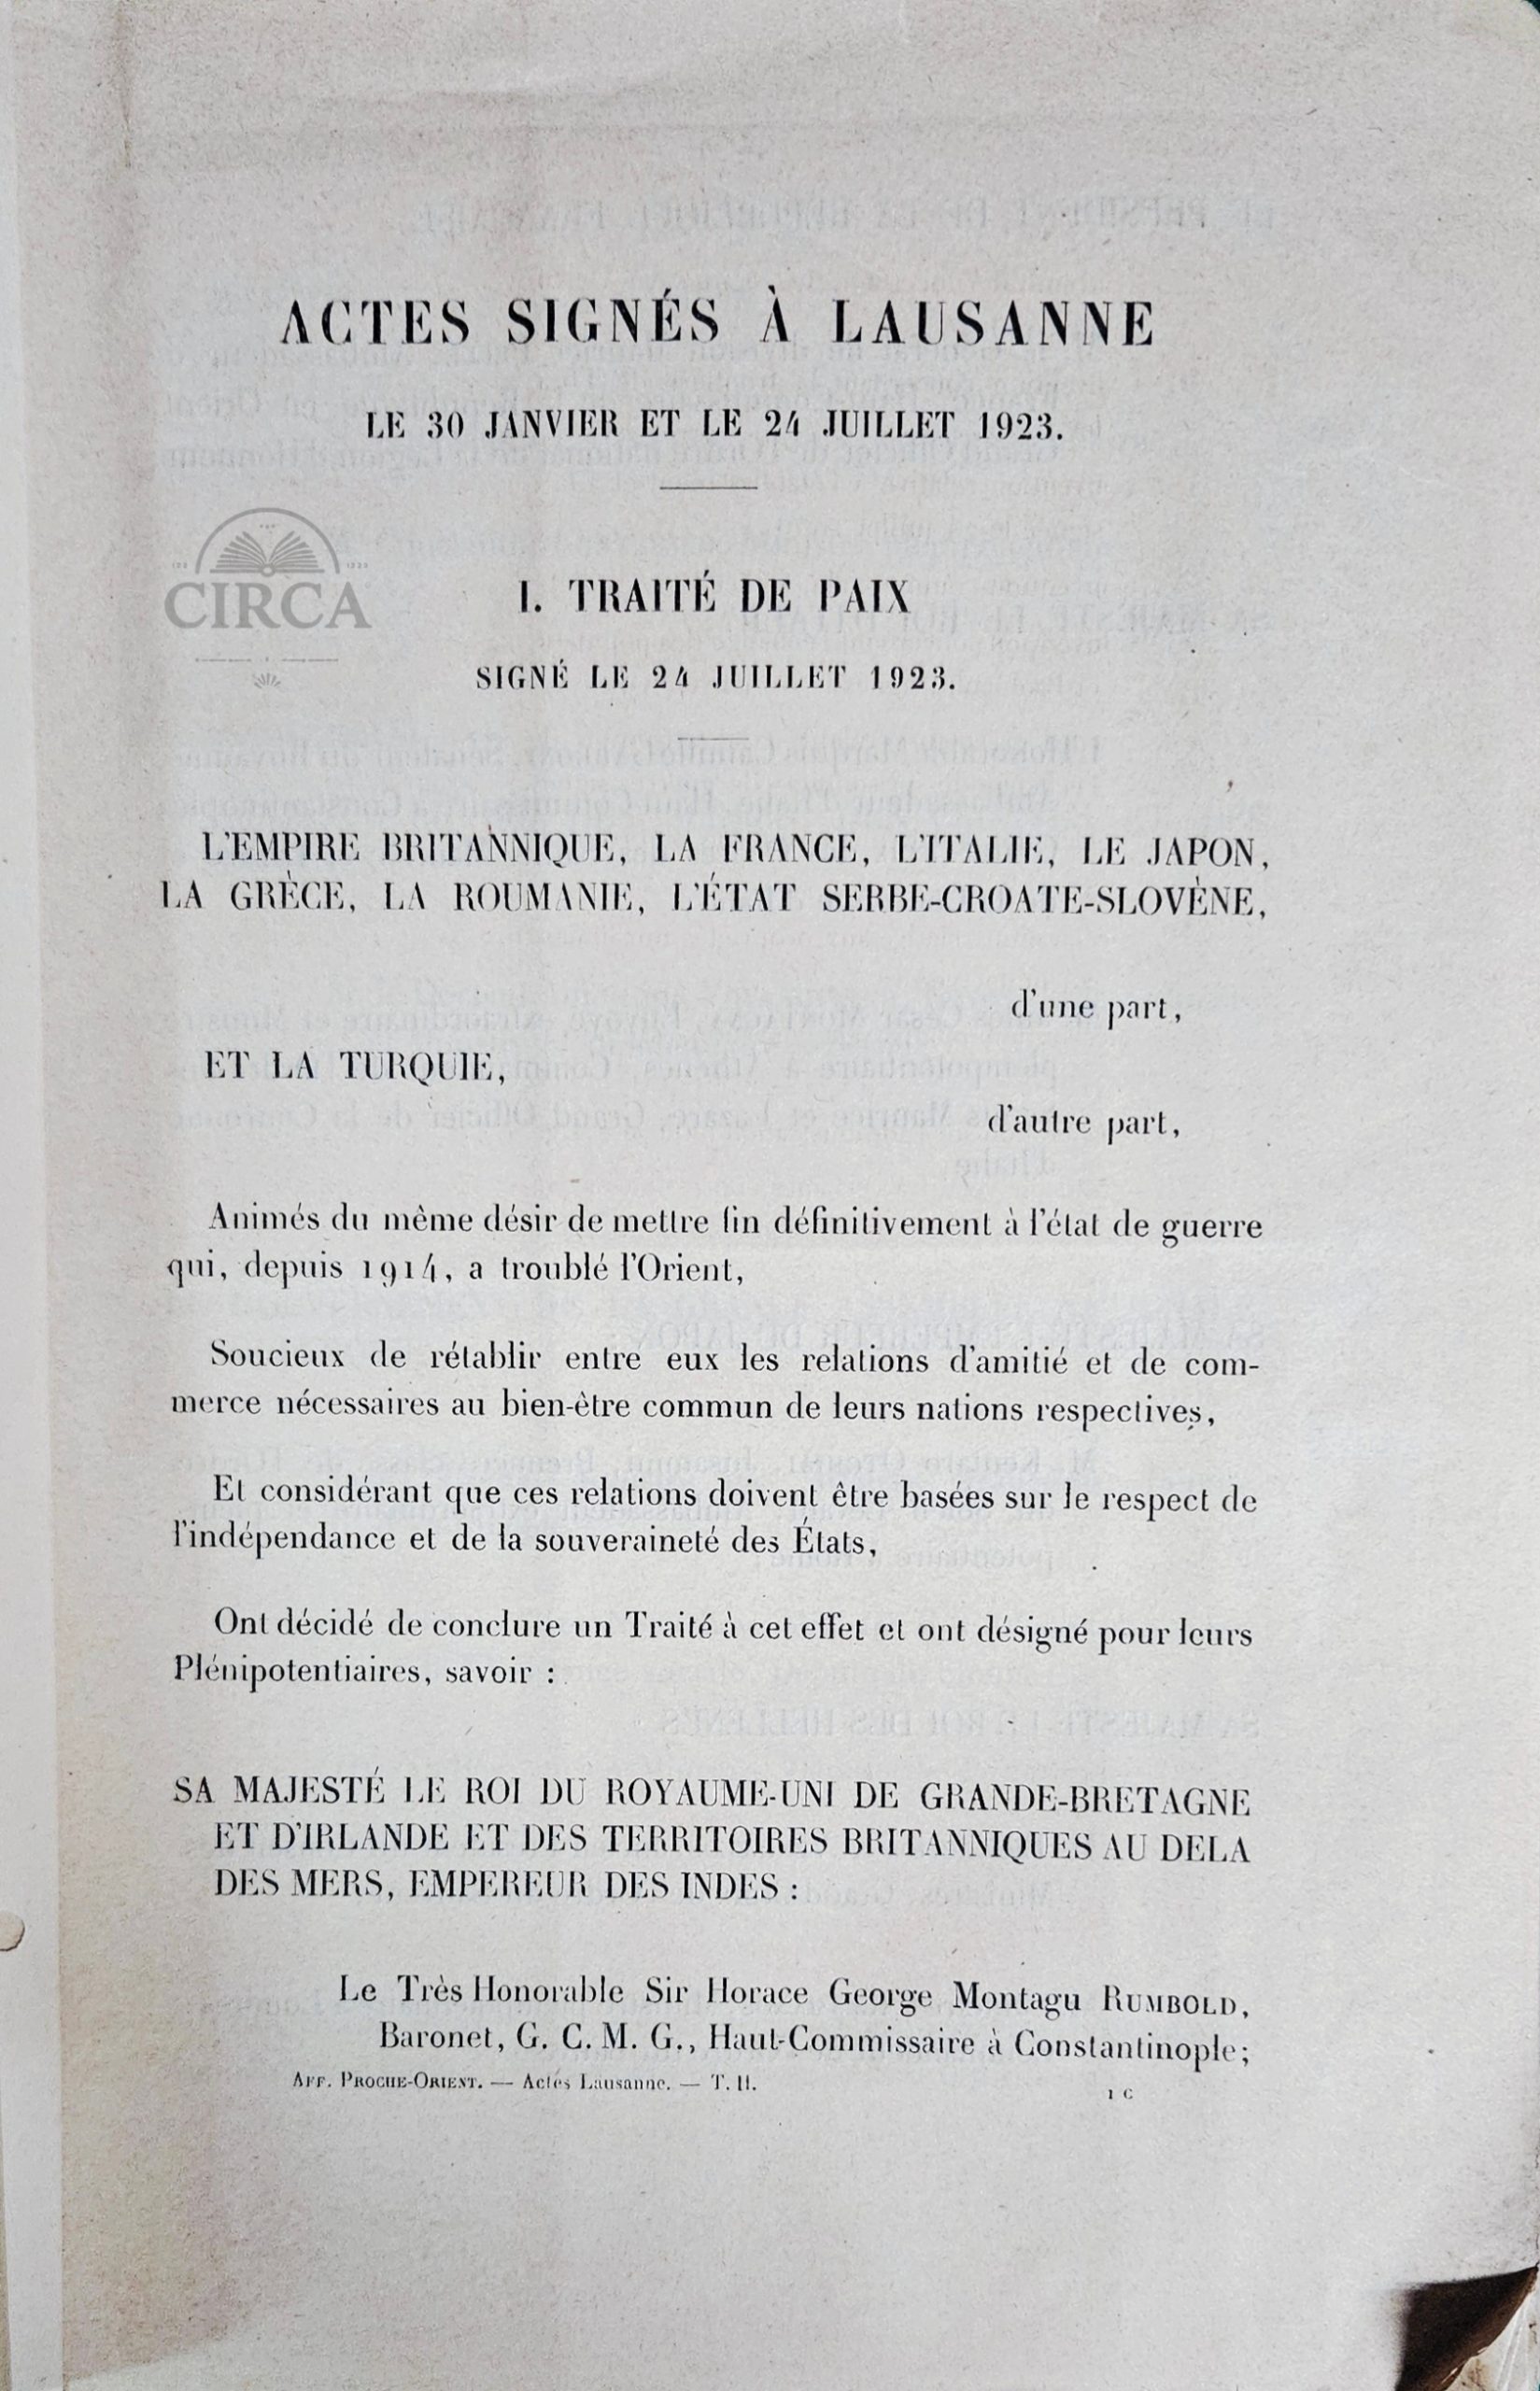 ACTES SIGNÉS À LAUSANNE
LE 30 JANVIER ET LE 24 JUILLET 1923.
CIRCA
I. TRAITÉ DE PAIX
SIGNÉ LE 24 JUILLET 1923.
L'EMPIRE BRITANNIQUE, LA FRANCE, L'ITALIE, LE JAPON,
LA GRÈCE, LA ROUMANIE, L'ÉTAT SERBE-CROATE-SLOVÈNE,
d'une part,
ET LA TURQUIE,
d'autre part,
Animés du même désir de mettre fin définitivement à l'état de guerre
qui, depuis 1914, a troublé l'Orient,
Soucieux de rétablir entre eux les relations d'amitié et de com-
merce nécessaires au bien-être commun de leurs nations respectives,
Et considérant que ces relations doivent être basées sur le respect de
l'indépendance et de la souveraineté des États,
Ont décidé de conclure un Traité à cet effet et ont désigné pour leurs
Plénipotentiaires, savoir :
SA MAJESTÉ LE ROI DU ROYAUME-UNI DE GRANDE-BRETAGNE
ET D'IRLANDE ET DES TERRITOIRES BRITANNIQUES AU DELA
DES MERS, EMPEREUR DES INDES :
Le Très Honorable Sir Horace George Montagu RUMBOLD,
Baronet, G. C. M. G., Haut-Commissaire à Constantinople;
AFF. PROCHE-ORIENT. — Actés Lausanne. — T. II.
1 C